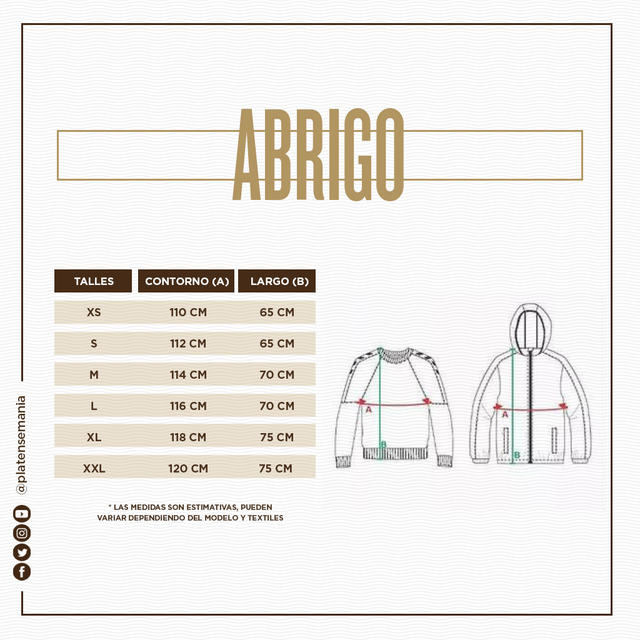 ABRIGO
TALLES CONTORNO (A) LARGO (B)
XS 110 CM 65 CM
S 112 CM 65 CM
M 114 CM 70 CM
L 116 CM 70 CM
XL 118 CM 75 CM
XXL 120 CM 75 CM
* LAS MEDIDAS SON ESTIMATIVAS, PUEDEN
VARIAR DEPENDIENDO DEL MODELO Y TEXTILES
A
B
A
B
@platensemania